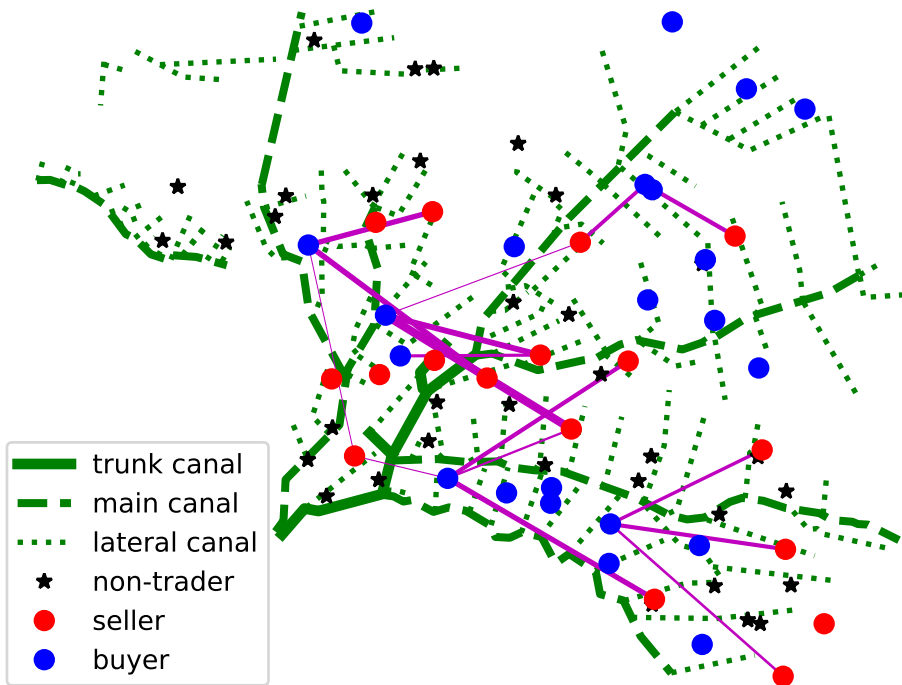 trunk canal
main canal
lateral canal
non-trader
seller
buyer